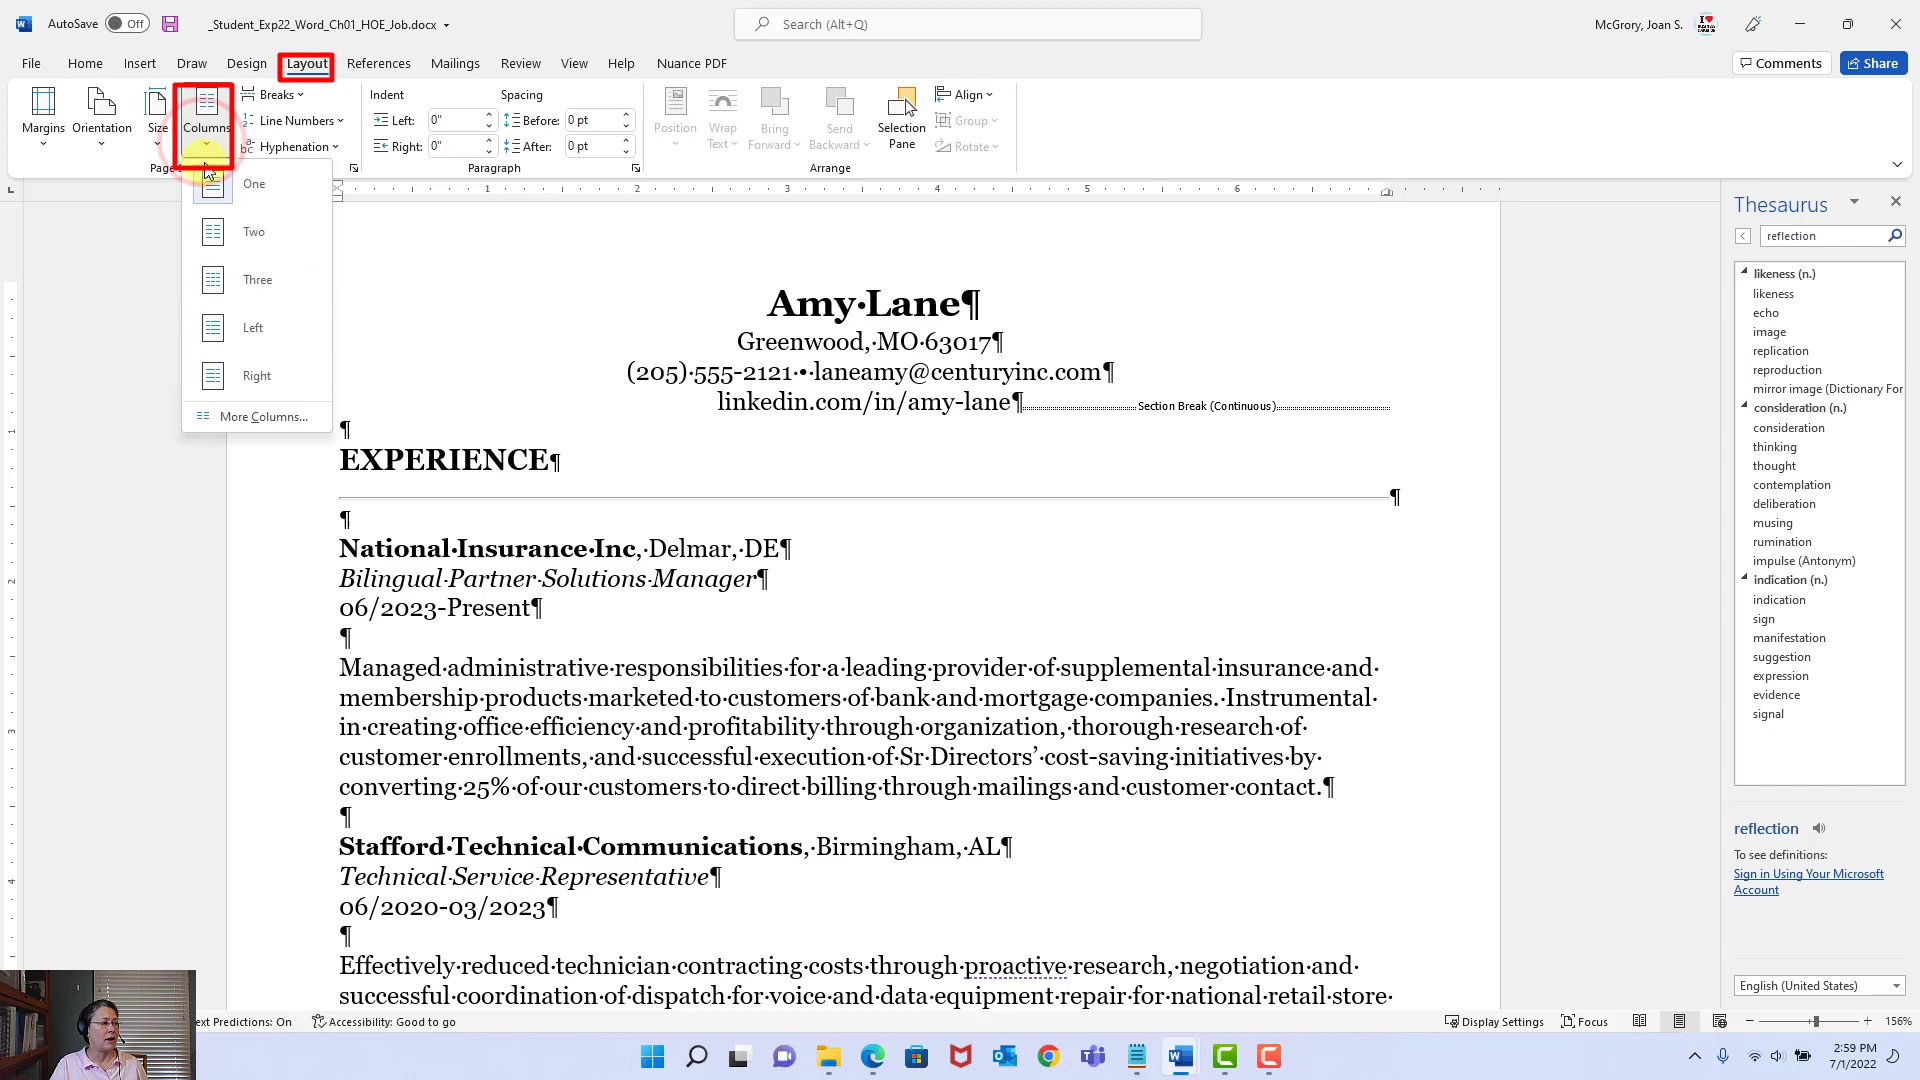 AutoSave Off _Student_Exp22_Word_Ch01_HOE_Job.docx Search (Alt+Q) McGrory, Joan S.
File Home Insert Draw Design Layout References Mailings Review View Help Nuance PDF Comments Share
Margins Orientation Size Columns
Breaks
Line Numbers
Hyphenation
Indent Spacing
Left: 0" Before: 0 pt
Right: 0" After: 0 pt
Paragraph
Position
Wrap Text
Bring Forward
Send Backward
Selection Pane
Align
Group
Rotate
Arrange
One
Two
Three
Left
Right
More Columns...
1 2 3 4 5 6
Amy·Lane¶
Greenwood,·MO·63017¶
(205)·555-2121·•·laneamy@centuryinc.com¶
linkedin.com/in/amy-lane¶ Section Break (Continuous)
¶
EXPERIENCE¶
¶
¶
National·Insurance·Inc,·Delmar,·DE¶
Bilingual·Partner·Solutions·Manager¶
06/2023-Present¶
¶
Managed·administrative·responsibilities·for·a·leading·provider·of·supplemental·insurance·and·
membership·products·marketed·to·customers·of·bank·and·mortgage·companies.·Instrumental·
in·creating·office·efficiency·and·profitability·through·organization,·thorough·research·of·
customer·enrollments,·and·successful·execution·of·Sr·Directors’·cost-saving·initiatives·by·
converting·25%·of·our·customers·to·direct·billing·through·mailings·and·customer·contact.¶
¶
Stafford·Technical·Communications,·Birmingham,·AL¶
Technical·Service·Representative¶
06/2020-03/2023¶
¶
Effectively·reduced·technician·contracting·costs·through·proactive·research,·negotiation·and·
successful·coordination·of·dispatch·for·voice·and·data·equipment·repair·for·national·retail·store·
Thesaurus
reflection
likeness (n.)
likeness
echo
image
replication
reproduction
mirror image (Dictionary For
consideration (n.)
consideration
thinking
thought
contemplation
deliberation
musing
rumination
impulse (Antonym)
indication (n.)
indication
sign
manifestation
suggestion
expression
evidence
signal
reflection
To see definitions:
Sign in Using Your Microsoft
Account
English (United States)
ext Predictions: On Accessibility: Good to go Display Settings Focus 156%
2:59 PM
7/1/2022